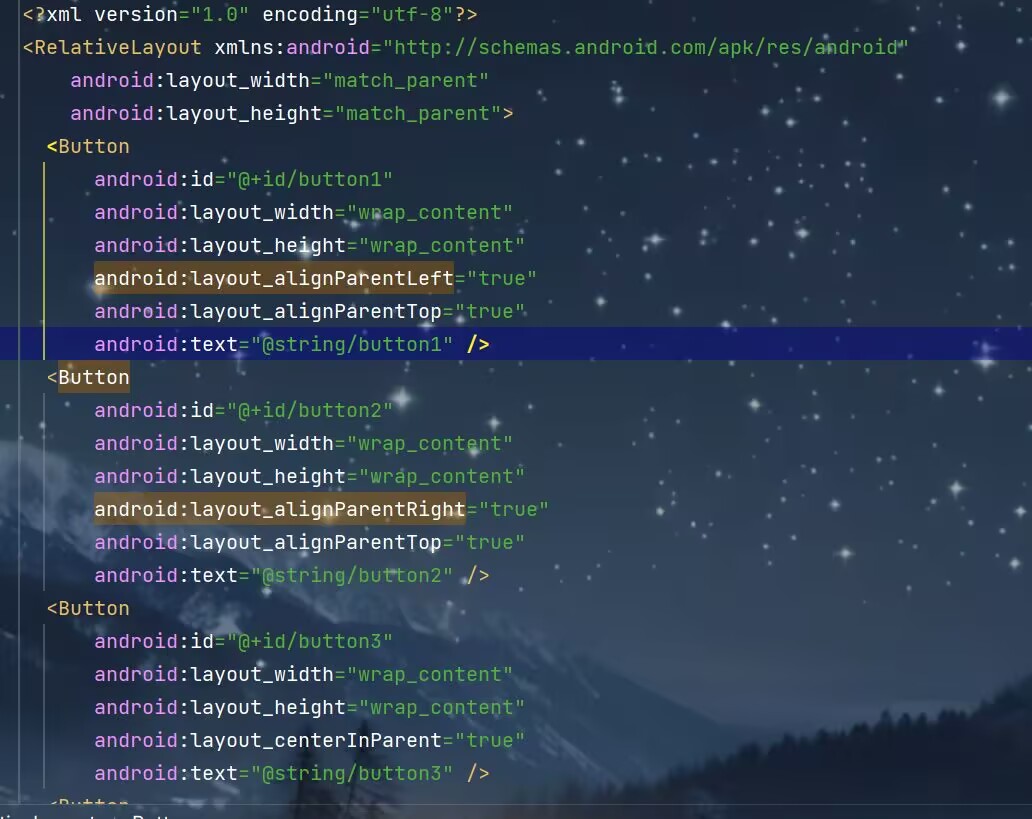 <?xml version="1.0" encoding="utf-8"?>
<RelativeLayout xmlns:android="http://schemas.android.com/apk/res/android"
    android:layout_width="match_parent"
    android:layout_height="match_parent">
  <Button
      android:id="@+id/button1"
      android:layout_width="wrap_content"
      android:layout_height="wrap_content"
      android:layout_alignParentLeft="true"
      android:layout_alignParentTop="true"
      android:text="@string/button1" />
  <Button
      android:id="@+id/button2"
      android:layout_width="wrap_content"
      android:layout_height="wrap_content"
      android:layout_alignParentRight="true"
      android:layout_alignParentTop="true"
      android:text="@string/button2" />
  <Button
      android:id="@+id/button3"
      android:layout_width="wrap_content"
      android:layout_height="wrap_content"
      android:layout_centerInParent="true"
      android:text="@string/button3" />
  <Button